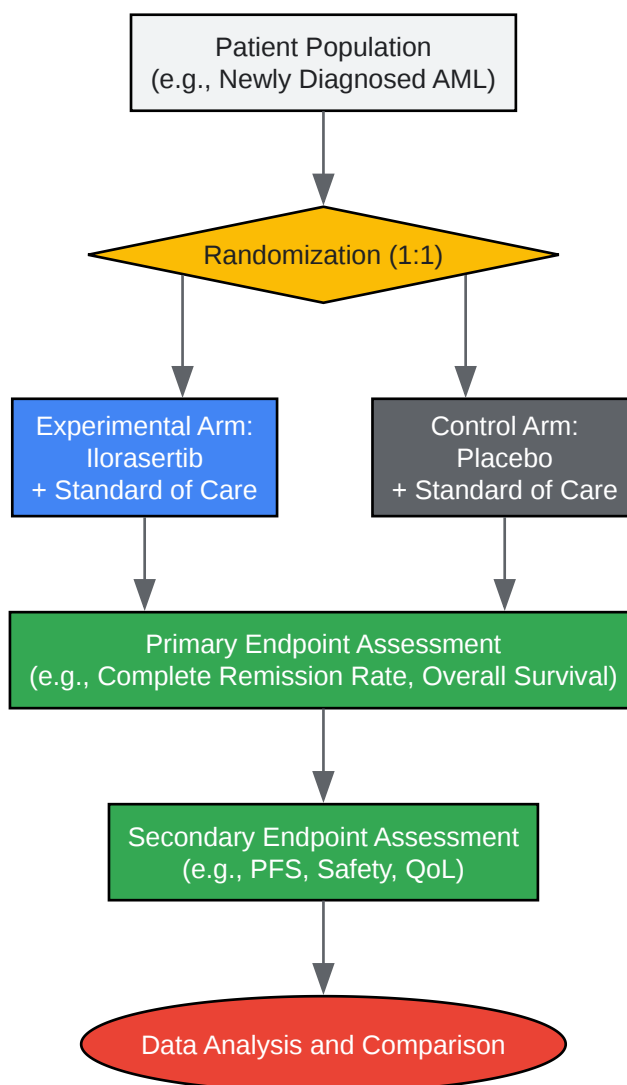 Patient Population
(e.g., Newly Diagnosed AML)
Randomization (1:1)
Experimental Arm:
Ilorasertib
+ Standard of Care
Control Arm:
Placebo
+ Standard of Care
Primary Endpoint Assessment
(e.g., Complete Remission Rate, Overall Survival)
Secondary Endpoint Assessment
(e.g., PFS, Safety, QoL)
Data Analysis and Comparison